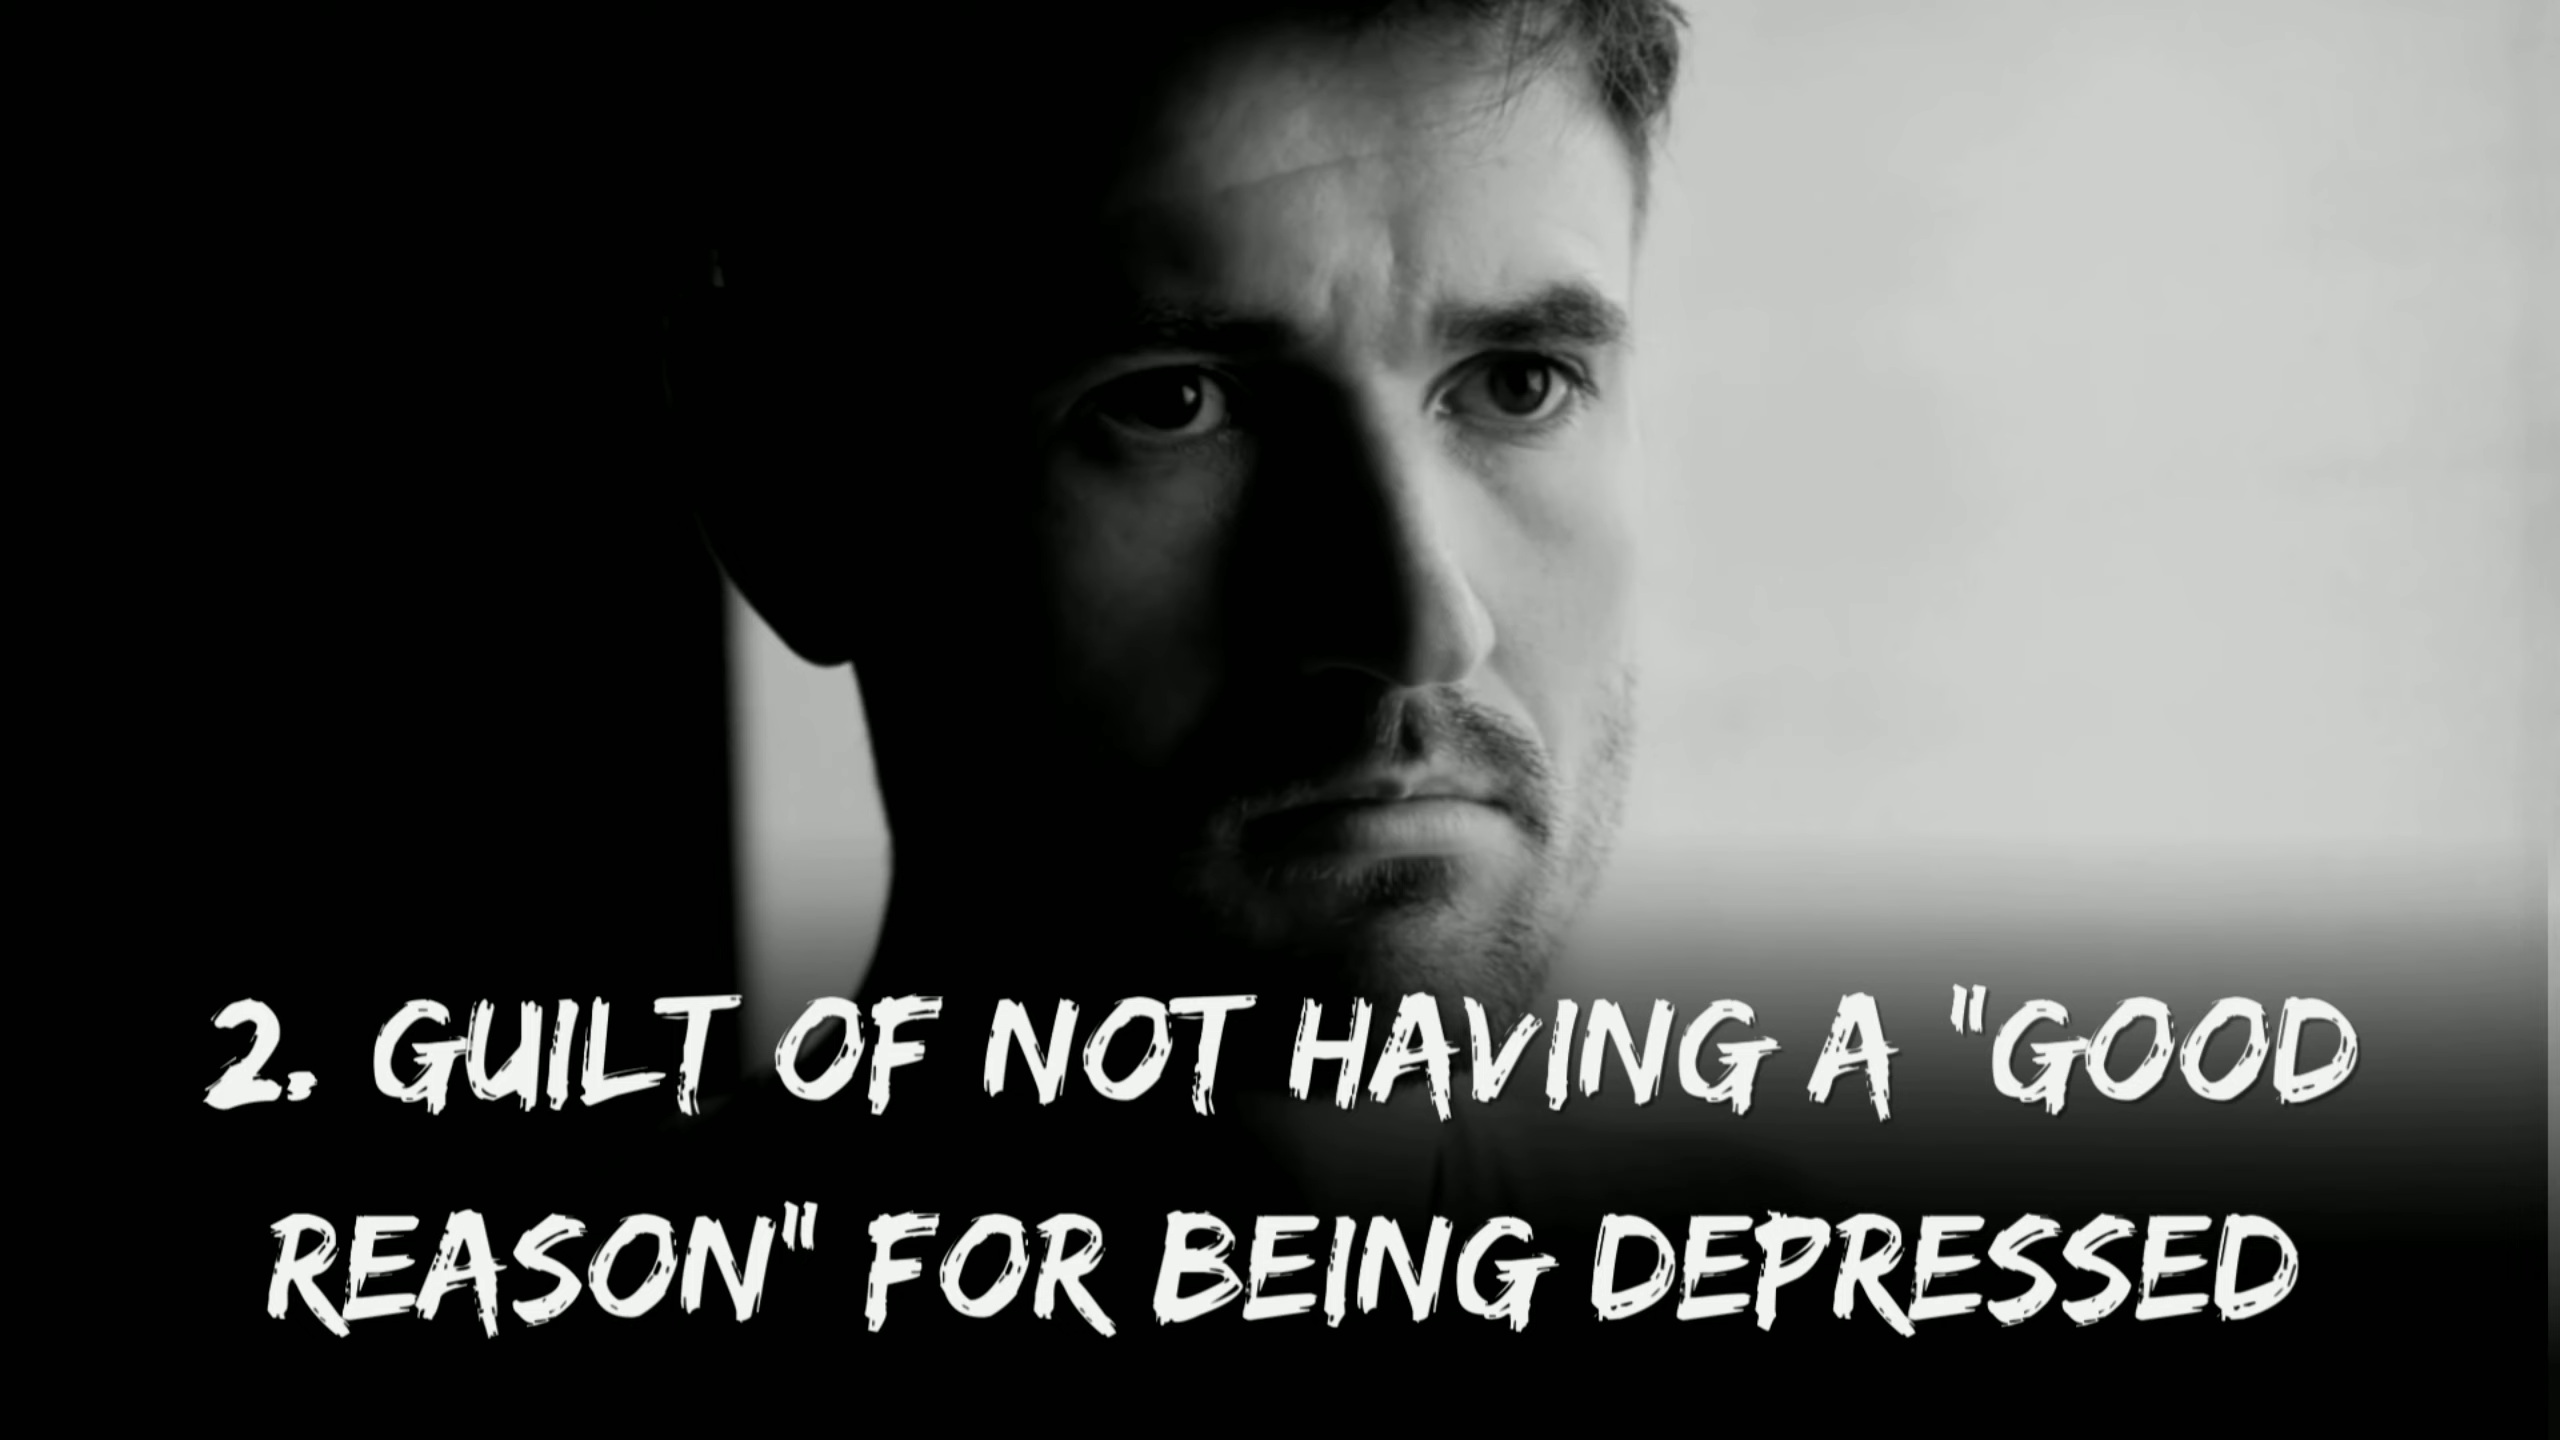 2. GUILT OF NOT HAVING A "GOOD
REASON" FOR BEING DEPRESSED